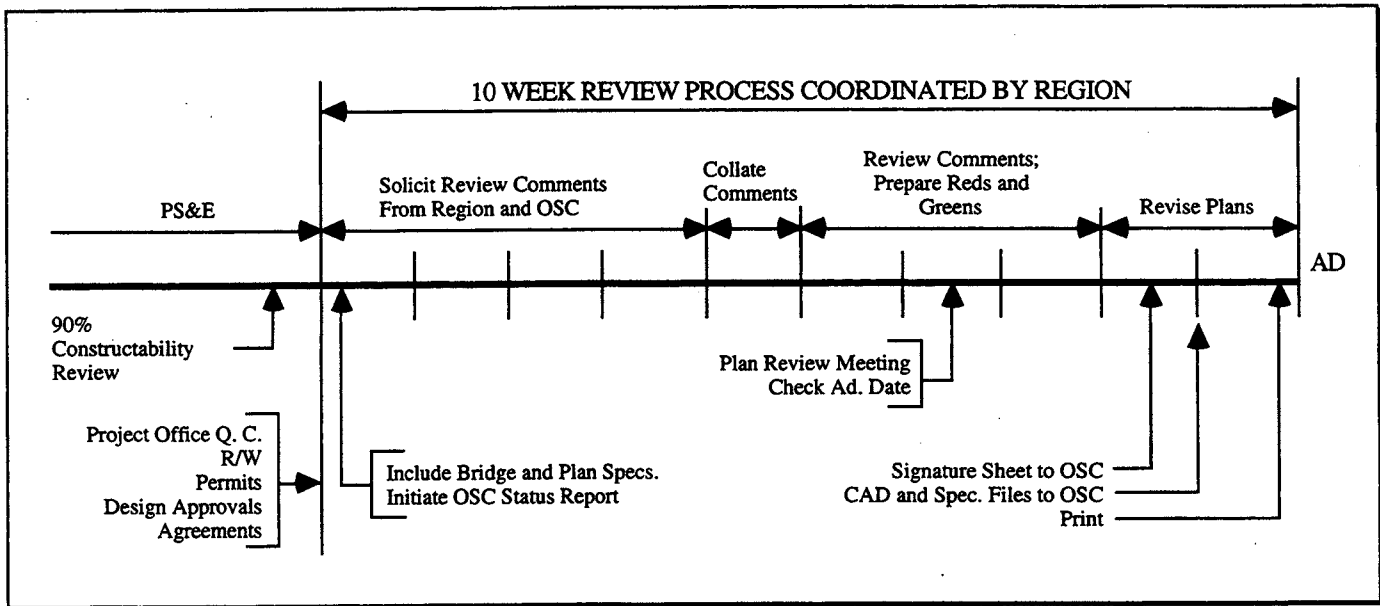 10 WEEK REVIEW PROCESS COORDINATED BY REGION
PS&E
Solicit Review Comments
From Region and OSC
Collate
Comments
Review Comments;
Prepare Reds and
Greens
Revise Plans
AD
90%
Constructability
Review
Plan Review Meeting
Check Ad. Date
Project Office Q. C.
R/W
Permits
Design Approvals
Agreements
Include Bridge and Plan Specs.
Initiate OSC Status Report
Signature Sheet to OSC
CAD and Spec. Files to OSC
Print